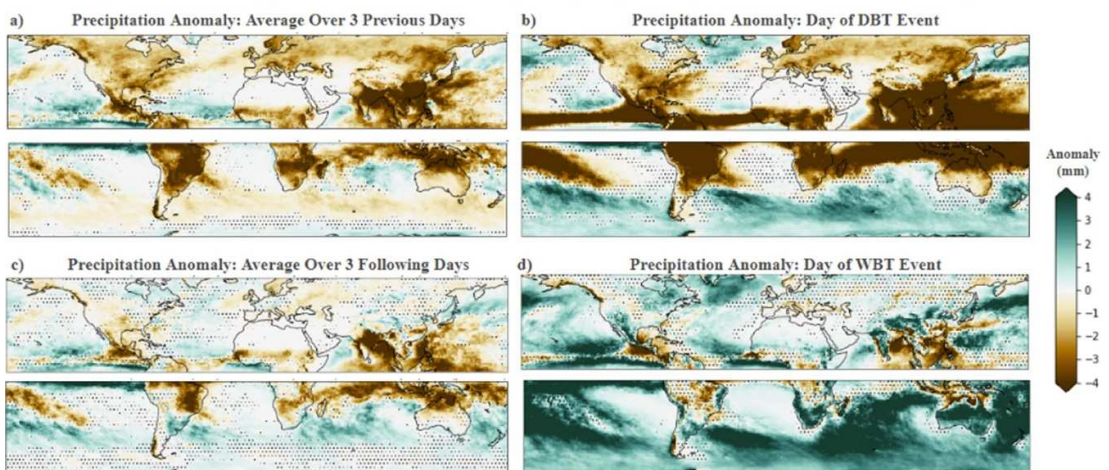 a) Precipitation Anomaly: Average Over 3 Previous Days
b) Precipitation Anomaly: Day of DBT Event
c) Precipitation Anomaly: Average Over 3 Following Days
d) Precipitation Anomaly: Day of WBT Event
Anomaly
(mm)
4
3
2
1
0
−1
−2
−3
−4